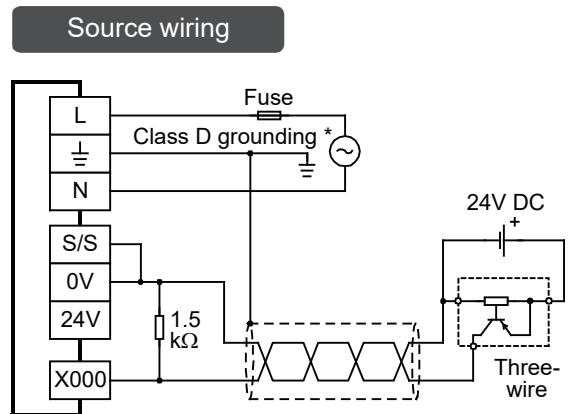 Source wiring
L
Fuse
Class D grounding *
N
24V DC
+
S/S
0V
24V
1.5
kΩ
X000
Three-
wire